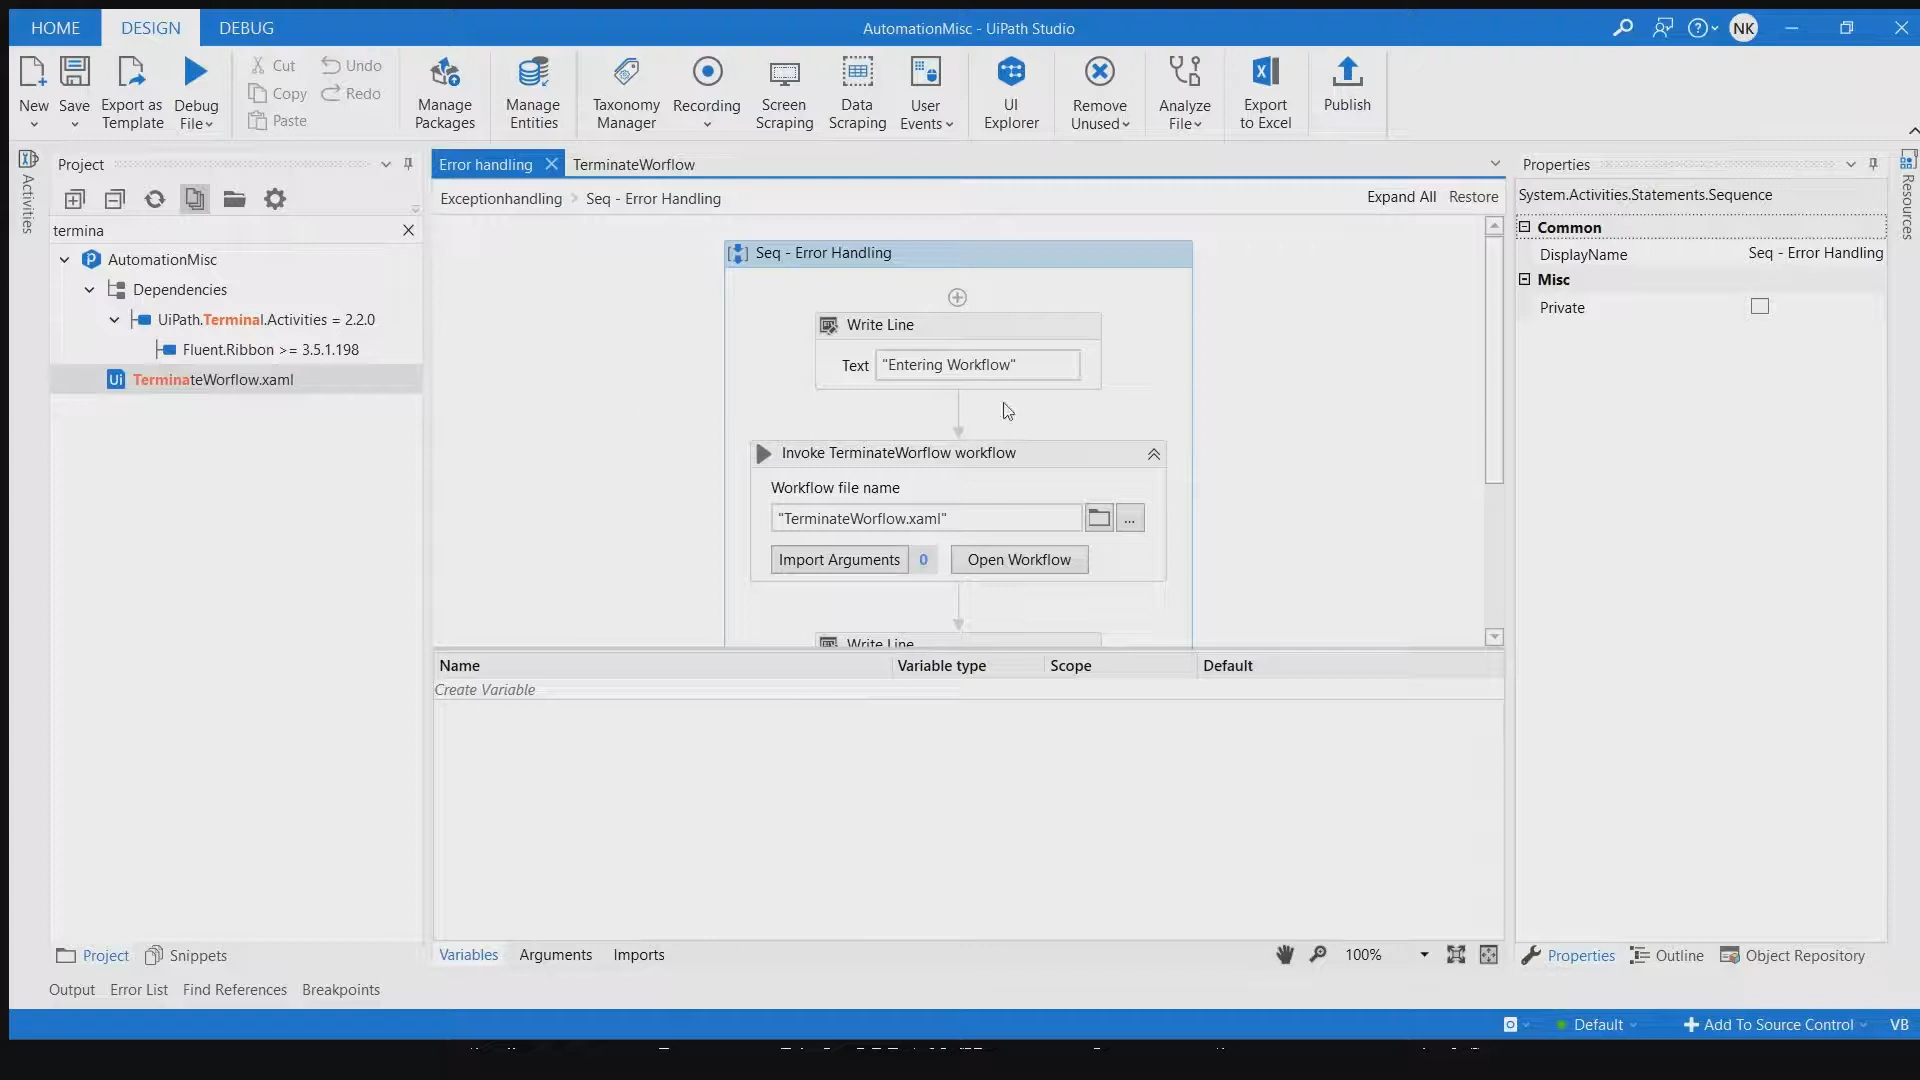 HOME DESIGN DEBUG AutomationMisc - UiPath Studio NK
New Save Export as Template Debug File Cut Copy Paste Undo Redo Manage Packages Manage Entities Taxonomy Manager Recording Screen Scraping Data Scraping User Events UI Explorer Remove Unused Analyze File Export to Excel Publish
Activities
Project
termina
AutomationMisc
Dependencies
UiPath.Terminal.Activities = 2.2.0
Fluent.Ribbon >= 3.5.1.198
Ui TerminateWorflow.xaml
Error handling TerminateWorflow
Exceptionhandling > Seq - Error Handling Expand All Restore
Seq - Error Handling
Write Line
Text "Entering Workflow"
Invoke TerminateWorflow workflow
Workflow file name
"TerminateWorflow.xaml" ...
Import Arguments 0 Open Workflow
Write Line
Name Variable type Scope Default
Create Variable
Variables Arguments Imports 100%
Properties
System.Activities.Statements.Sequence
Common
DisplayName Seq - Error Handling
Misc
Private
Resources
Project Snippets
Properties Outline Object Repository
Output Error List Find References Breakpoints
Default Add To Source Control VB